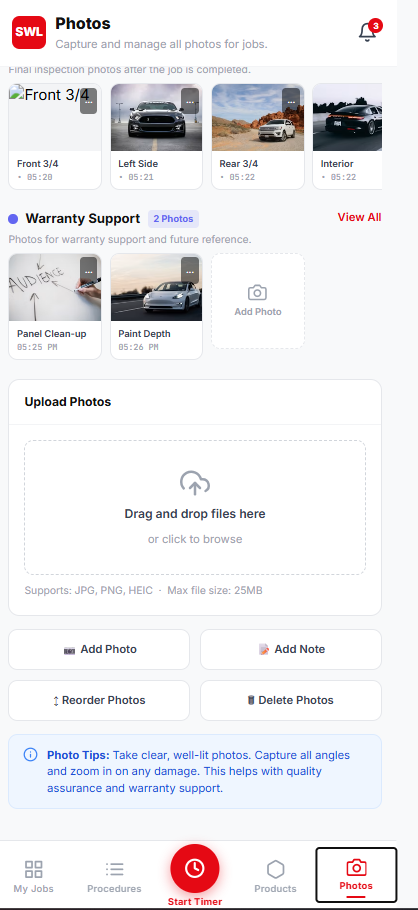 SWL
Photos
3
Capture and manage all photos for jobs.
Final inspection photos after the job is completed.
Front 3/4
...
...
...
Front 3/4
Left Side
Rear 3/4
Interior
• 05:20
• 05:21
• 05:22
• 05:22
Warranty Support
2 Photos
View All
Photos for warranty support and future reference.
AUDIENCE
...
...
Add Photo
Panel Clean-up
Paint Depth
05:25 PM
05:26 PM
Upload Photos
Drag and drop files here
or click to browse
Supports: JPG, PNG, HEIC · Max file size: 25MB
Add Photo
Add Note
Reorder Photos
Delete Photos
Photo Tips: Take clear, well-lit photos. Capture all angles
and zoom in on any damage. This helps with quality
assurance and warranty support.
My Jobs
Procedures
Start Timer
Products
Photos